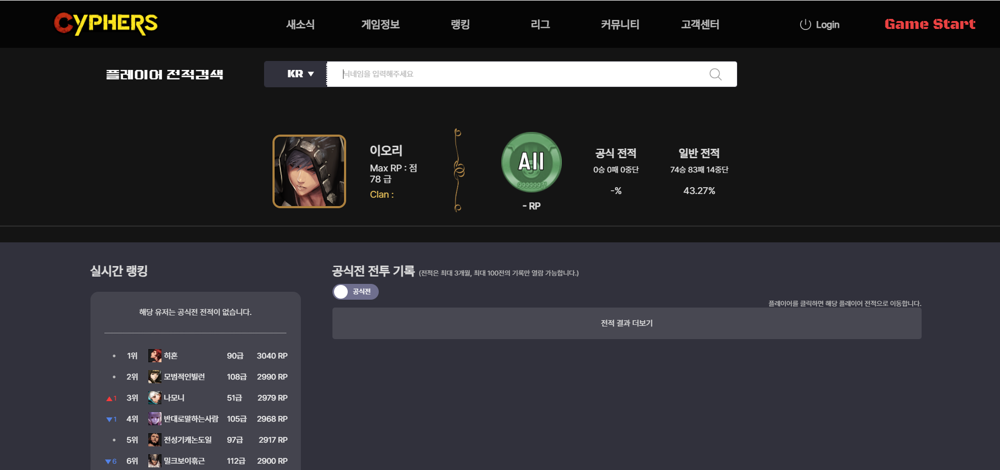 CYPHERS
새소식 게임정보 랭킹 리그 커뮤니티 고객센터 Login Game Start
플레이어 전적검색 KR ▼ 닉네임을 입력해주세요
이오리
Max RP : 점
78 급
Clan :
All
999999점
- RP
공식 전적
0승 0패 0중단
-%
일반 전적
74승 83패 14중단
43.27%
실시간 랭킹
해당 유저는 공식전 전적이 없습니다.
• 1위 히혼 90급 3040 RP
• 2위 모범적인빌런 108급 2990 RP
▲1 3위 나모니 51급 2979 RP
▼1 4위 반대로말하는사람 105급 2968 RP
• 5위 전성기캐논도일 97급 2917 RP
▼6 6위 밀크보이흙근 112급 2900 RP
공식전 전투 기록 (전적은 최대 3개월, 최대 100전의 기록만 열람 가능합니다.)
공식전
플레이어를 클릭하면 해당 플레이어 전적으로 이동합니다.
전적 결과 더보기